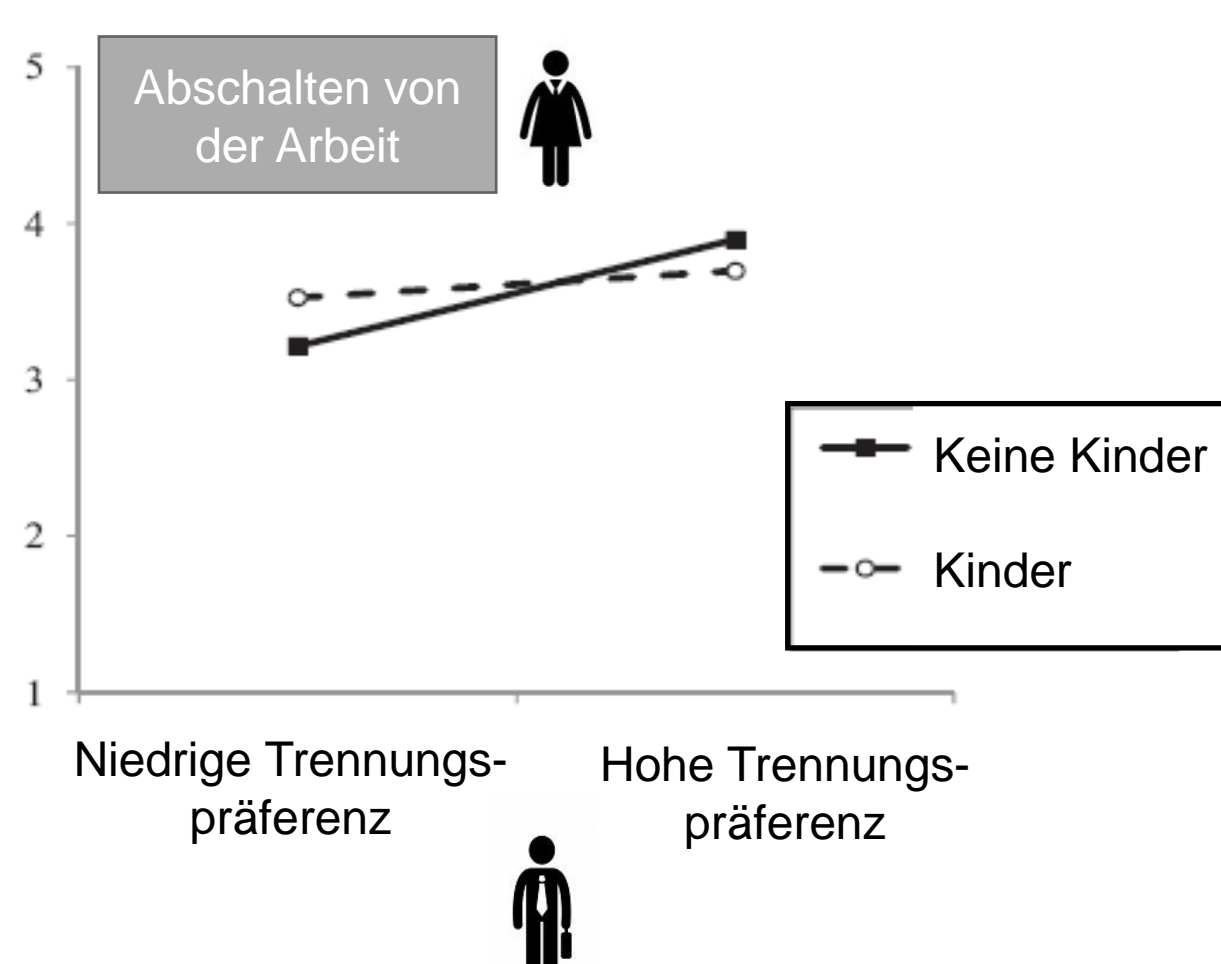 5
Abschalten von
der Arbeit
4
3
Keine Kinder
2
Kinder
1
Niedrige Trennungs-
präferenz
Hohe Trennungs-
präferenz